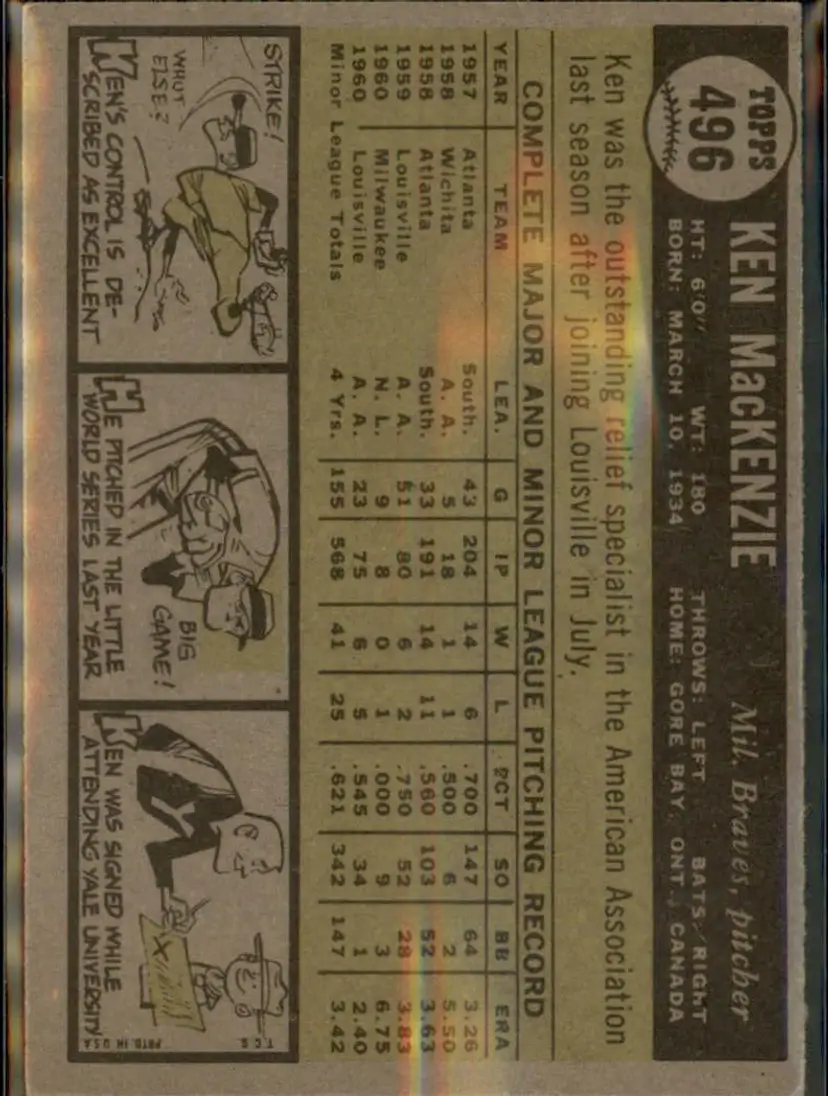 TOPPS
496
KEN MacKENZIE
Mil. Braves, pitcher
HT: 6'0" WT: 180 THROWS: LEFT BATS: RIGHT
BORN: MARCH 10, 1934 HOME: GORE BAY, ONT., CANADA
Ken was the outstanding relief specialist in the American Association
last season after joining Louisville in July.
COMPLETE MAJOR AND MINOR LEAGUE PITCHING RECORD
YEAR TEAM LEA. G IP W L PCT SO BB ERA
1957 Atlanta South. 43 204 14 6 .700 147 64 3.26
1958 Wichita A. A. 5 18 1 1 .500 6 2 5.50
1958 Atlanta South. 33 191 14 11 .560 103 52 3.63
1959 Louisville A. A. 51 80 6 2 .750 52 28 3.83
1960 Milwaukee N. L. 9 8 0 1 .000 9 3 6.75
1960 Louisville A. A. 23 75 6 5 .545 34 1 2.40
Minor League Totals 4 Yrs. 155 568 41 25 .621 342 147 3.42
STRIKE!
WHUT
ELSE?
KEN'S CONTROL IS DE-
SCRIBED AS EXCELLENT
BIG
GAME!
HE PITCHED IN THE LITTLE
WORLD SERIES LAST YEAR
KEN WAS SIGNED WHILE
ATTENDING YALE UNIVERSITY
T.C.G.
PRTD. IN U S A